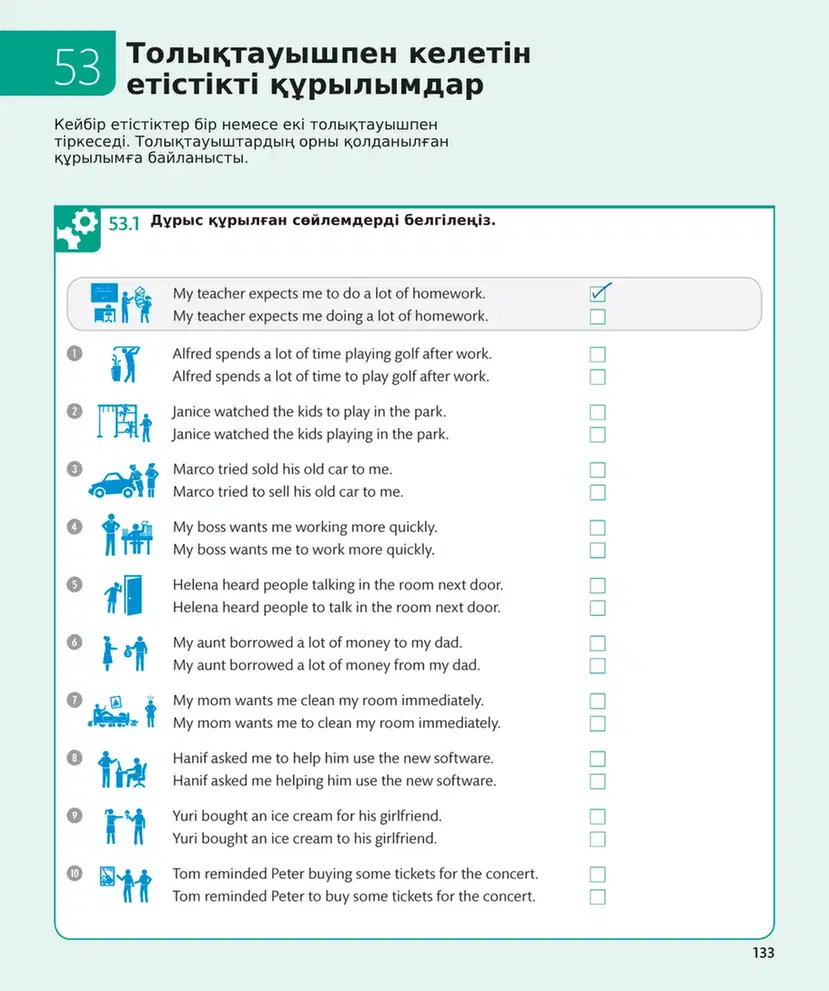 53
Толықтауышпен келетін
етістікті құрылымдар
Кейбір етістіктер бір немесе екі толықтауышпен
тіркеседі. Толықтауыштардың орны қолданылған
құрылымға байланысты.
53.1 Дұрыс құрылған сөйлемдерді белгілеңіз.
My teacher expects me to do a lot of homework.
My teacher expects me doing a lot of homework.
1 Alfred spends a lot of time playing golf after work.
Alfred spends a lot of time to play golf after work.
2 Janice watched the kids to play in the park.
Janice watched the kids playing in the park.
3 Marco tried sold his old car to me.
Marco tried to sell his old car to me.
4 My boss wants me working more quickly.
My boss wants me to work more quickly.
5 Helena heard people talking in the room next door.
Helena heard people to talk in the room next door.
6 My aunt borrowed a lot of money to my dad.
My aunt borrowed a lot of money from my dad.
7 My mom wants me clean my room immediately.
My mom wants me to clean my room immediately.
8 Hanif asked me to help him use the new software.
Hanif asked me helping him use the new software.
9 Yuri bought an ice cream for his girlfriend.
Yuri bought an ice cream to his girlfriend.
10 Tom reminded Peter buying some tickets for the concert.
Tom reminded Peter to buy some tickets for the concert.
133